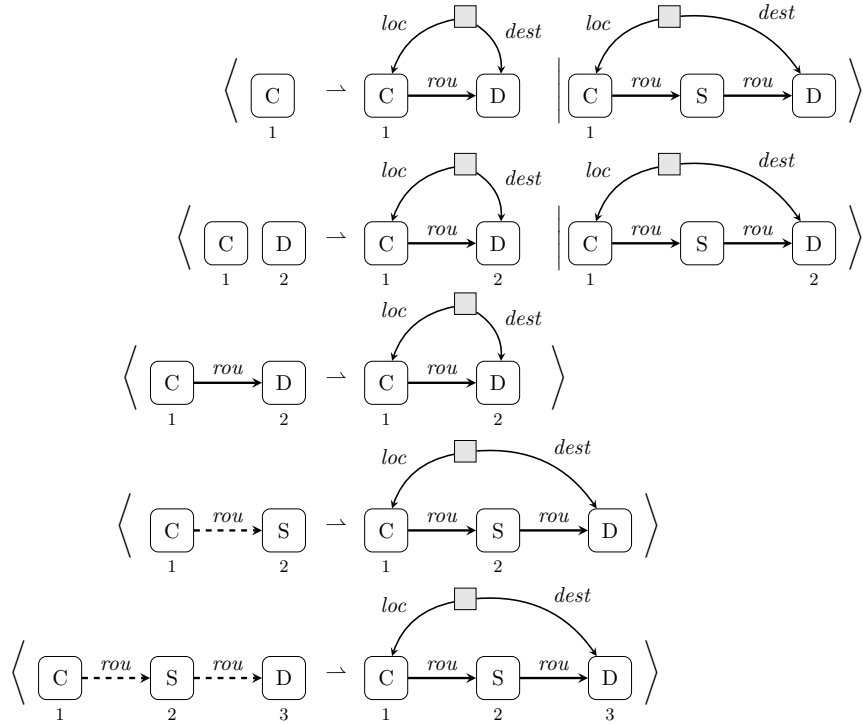 loc dest loc dest
⟨ C ⇀ C rou D | C rou S rou D ⟩
1 1 1
loc dest loc dest
⟨ C D ⇀ C rou D | C rou S rou D ⟩
1 2 1 2 1 2
loc dest
⟨ C rou D ⇀ C rou D ⟩
1 2 1 2
loc dest
⟨ C rou S ⇀ C rou S rou D ⟩
1 2 1 2
loc dest
⟨ C rou S rou D ⇀ C rou S rou D ⟩
1 2 3 1 2 3